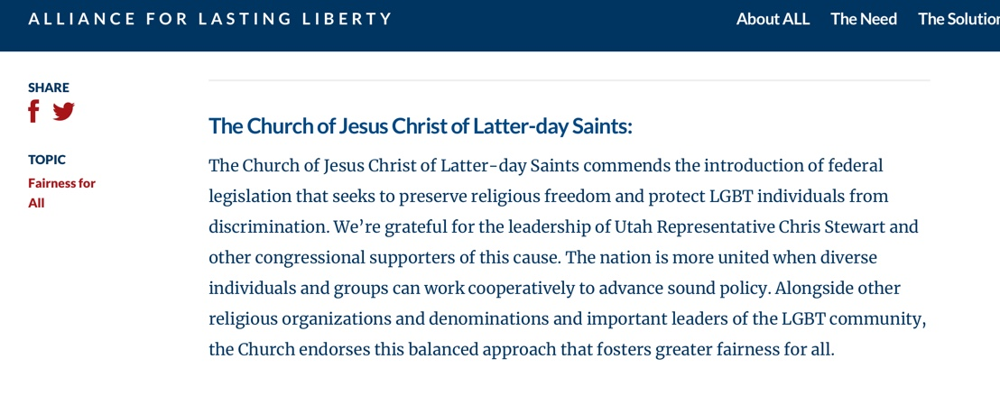 ALLIANCE FOR LASTING LIBERTY
About ALL The Need The Solution
SHARE
TOPIC
Fairness for
All
The Church of Jesus Christ of Latter-day Saints:
The Church of Jesus Christ of Latter-day Saints commends the introduction of federal
legislation that seeks to preserve religious freedom and protect LGBT individuals from
discrimination. We’re grateful for the leadership of Utah Representative Chris Stewart and
other congressional supporters of this cause. The nation is more united when diverse
individuals and groups can work cooperatively to advance sound policy. Alongside other
religious organizations and denominations and important leaders of the LGBT community,
the Church endorses this balanced approach that fosters greater fairness for all.